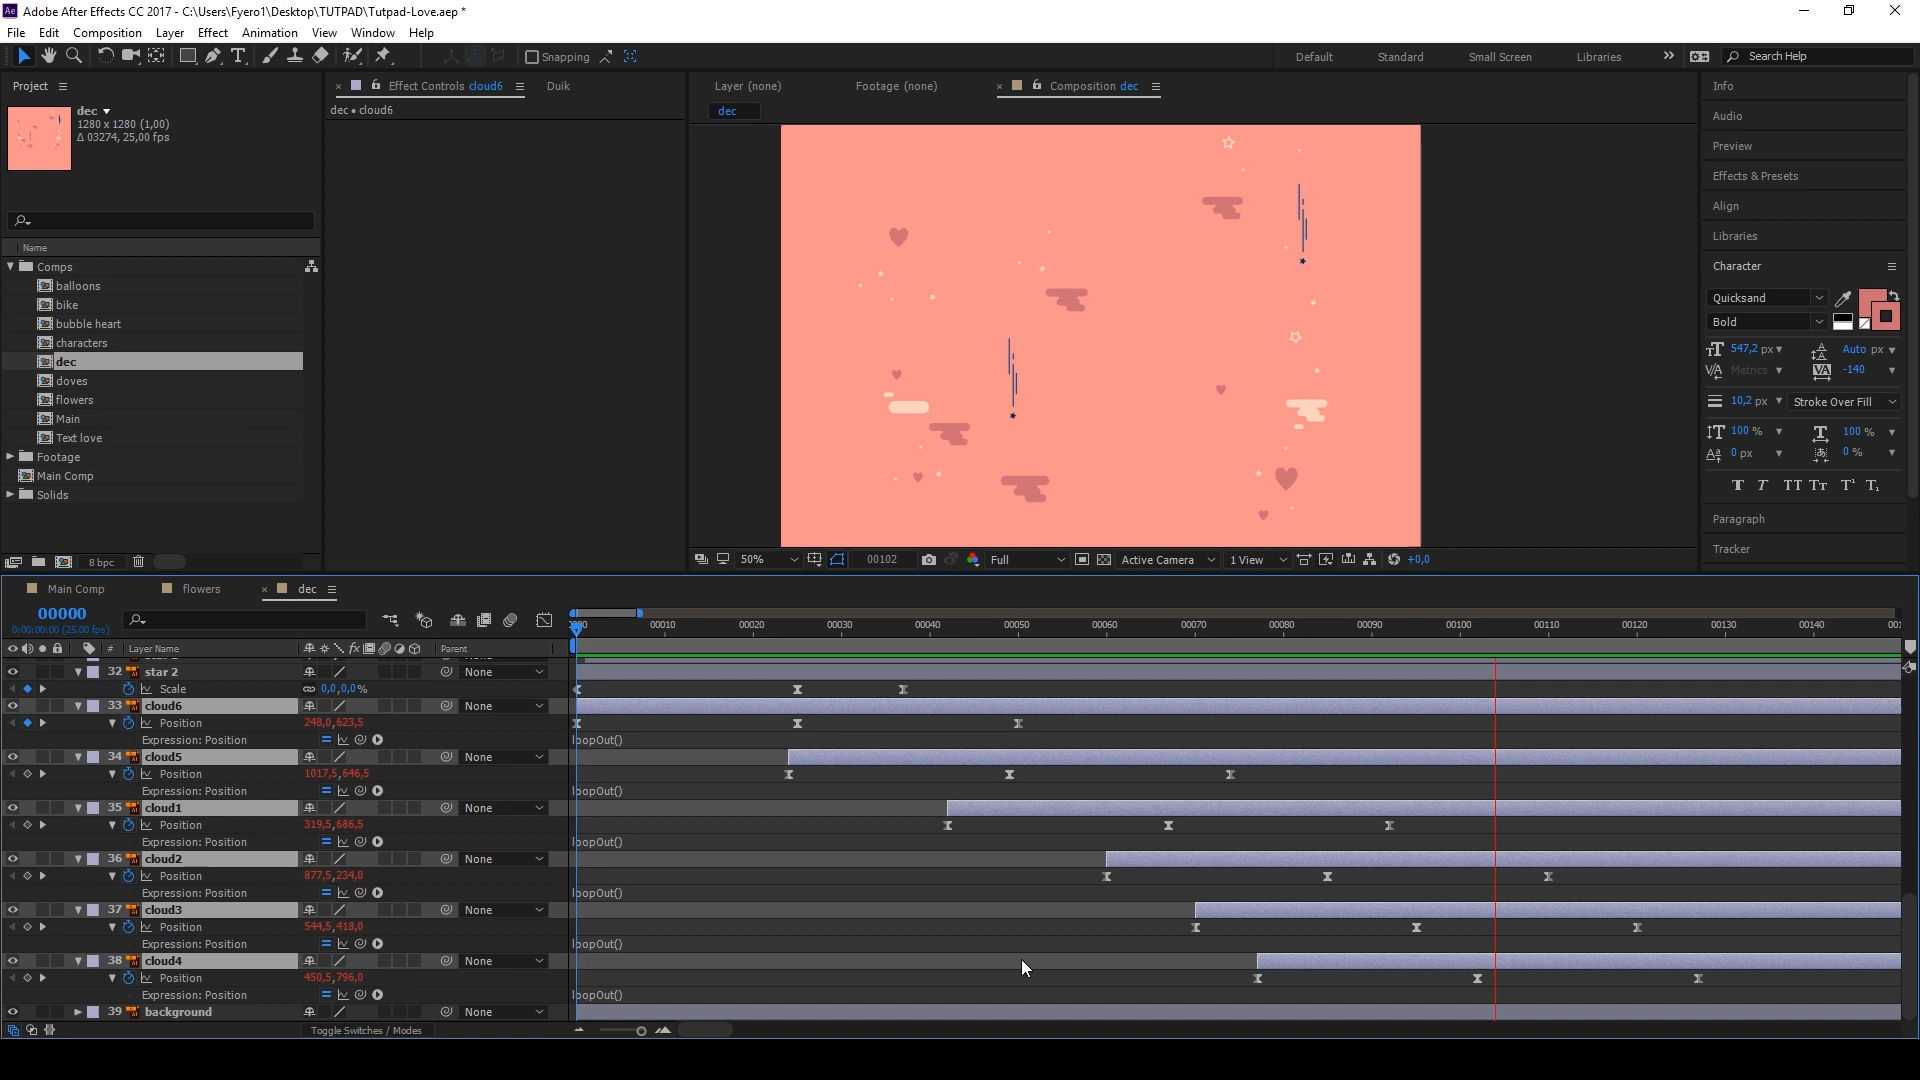 Adobe After Effects CC 2017 - C:\Users\Fyero1\Desktop\TUTPAD\Tutpad-Love.aep *
File Edit Composition Layer Effect Animation View Window Help
Snapping
Default Standard Small Screen Libraries Search Help
Project
Effect Controls cloud6
Duik
Layer (none)
Footage (none)
Composition dec
Info
dec
1280 x 1280 (1,00)
Δ 03274, 25,00 fps
dec • cloud6
dec
Audio
Preview
Effects & Presets
Align
Libraries
Character
Quicksand
Bold
547,2 px
Auto px
Metrics
-140
10,2 px
Stroke Over Fill
100 %
100 %
0 px
0 %
Paragraph
Tracker
Name
Comps
balloons
bike
bubble heart
characters
dec
doves
flowers
Main
Text love
Footage
Main Comp
Solids
8 bpc
50%
00102
Full
Active Camera
1 View
+0,0
Main Comp
flowers
dec
00000
0:00:00:00 (25.00 fps)
00010 00020 00030 00040 00050 00060 00070 00080 00090 00100 00110 00120 00130 00140
# Layer Name Parent
32 star 2 None
Scale 0,0,0,0%
33 cloud6 None
Position 248,0,623,5
Expression: Position loopOut()
34 cloud5 None
Position 1017,5,646,5
Expression: Position loopOut()
35 cloud1 None
Position 319,5,686,5
Expression: Position loopOut()
36 cloud2 None
Position 877,5,234,0
Expression: Position loopOut()
37 cloud3 None
Position 544,5,418,0
Expression: Position loopOut()
38 cloud4 None
Position 450,5,796,0
Expression: Position loopOut()
39 background None
Toggle Switches / Modes